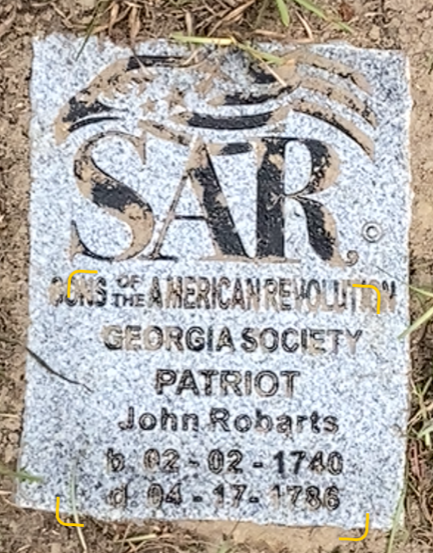 SAR ©
SONS OF THE AMERICAN REVOLUTION
GEORGIA SOCIETY
PATRIOT
John Robarts
b. 02 - 02 - 1740
d. 04 - 17 - 1786